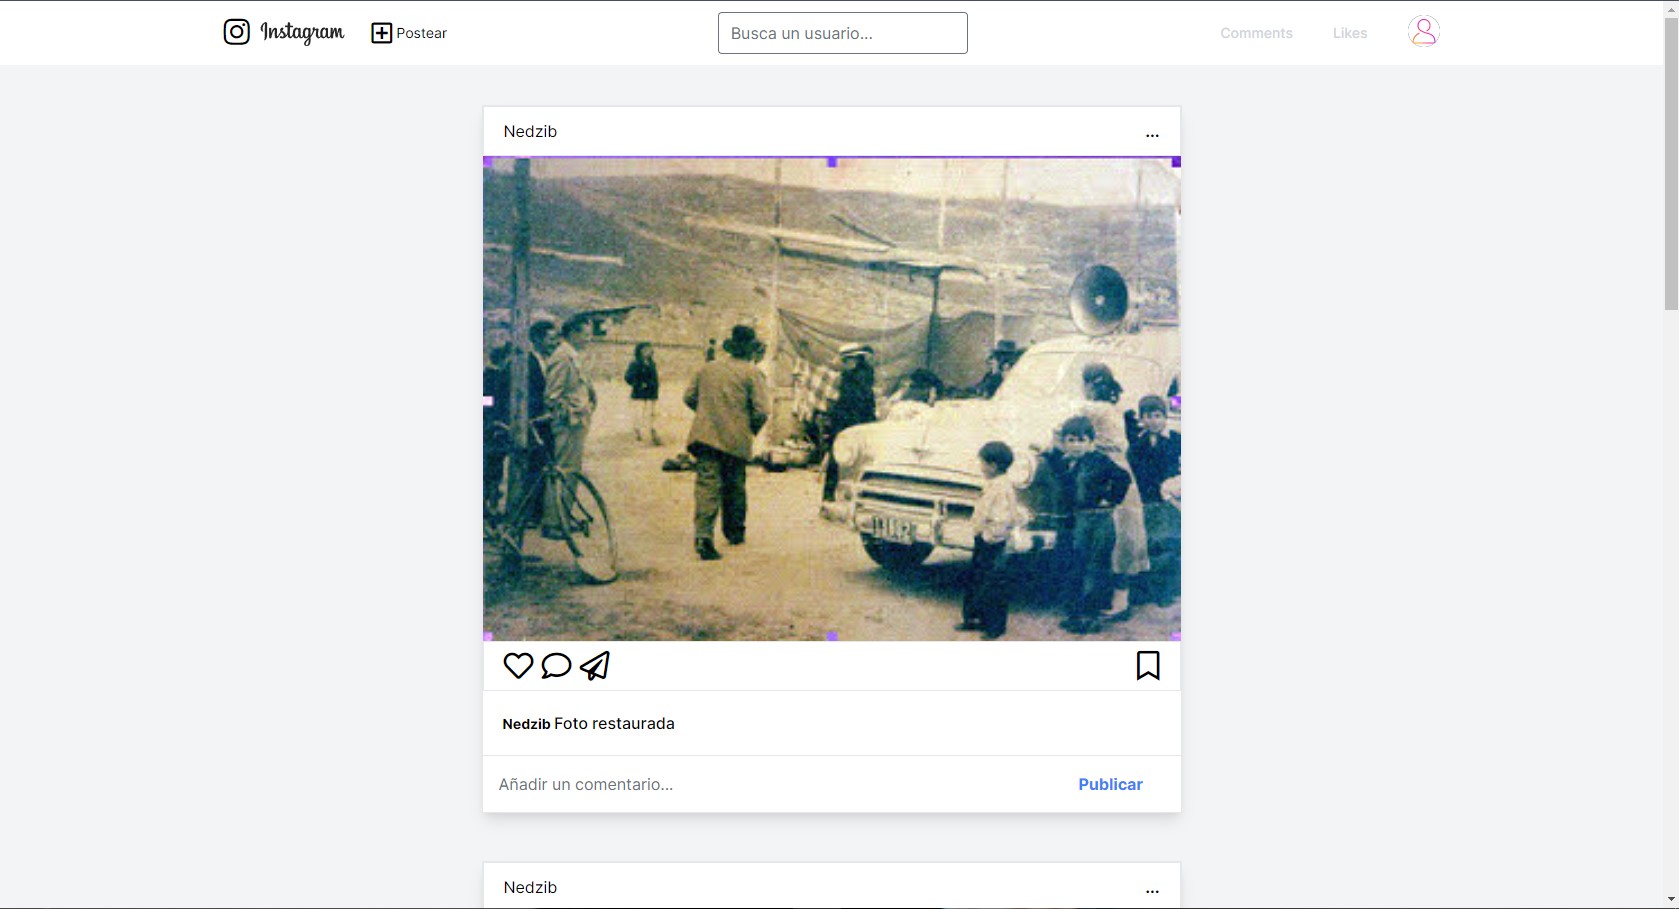 Instagram
Postear
Busca un usuario...
Comments
Likes
Nedzib
...
Nedzib Foto restaurada
Añadir un comentario...
Publicar
Nedzib
...